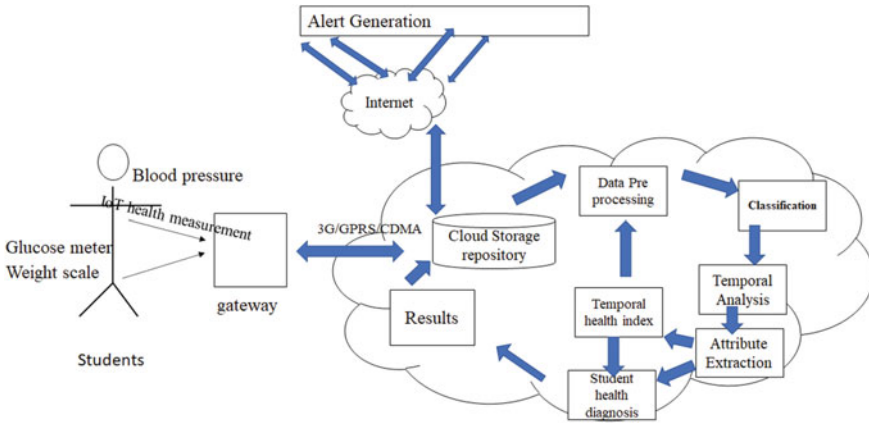 Alert Generation
Internet
Blood pressure
IoT health measurement
Glucose meter
Weight scale
gateway
Students
3G/GPRS/CDMA
Cloud Storage
repository
Data Pre
processing
Classification
Temporal
Analysis
Attribute
Extraction
Temporal
health index
Student
health
diagnosis
Results